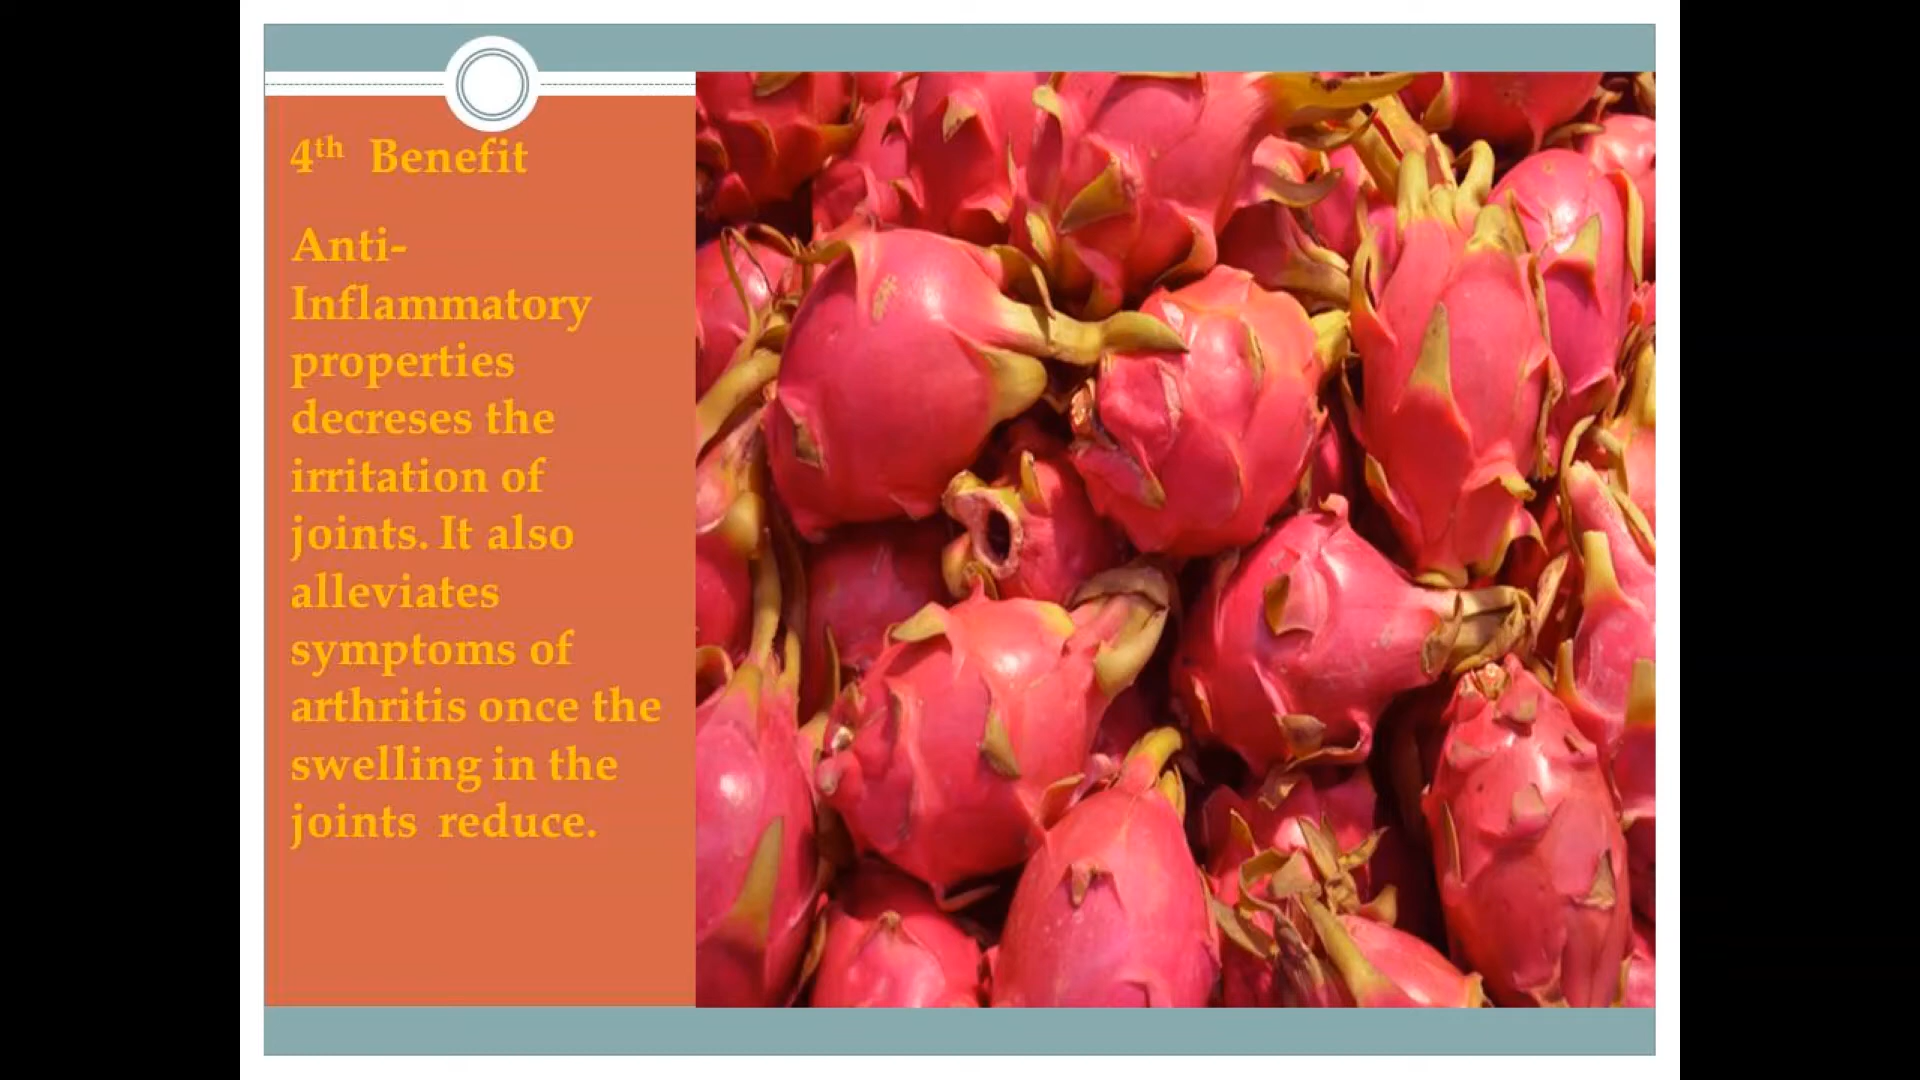 4th Benefit
Anti-
Inflammatory
properties
decreses the
irritation of
joints. It also
alleviates
symptoms of
arthritis once the
swelling in the
joints reduce.